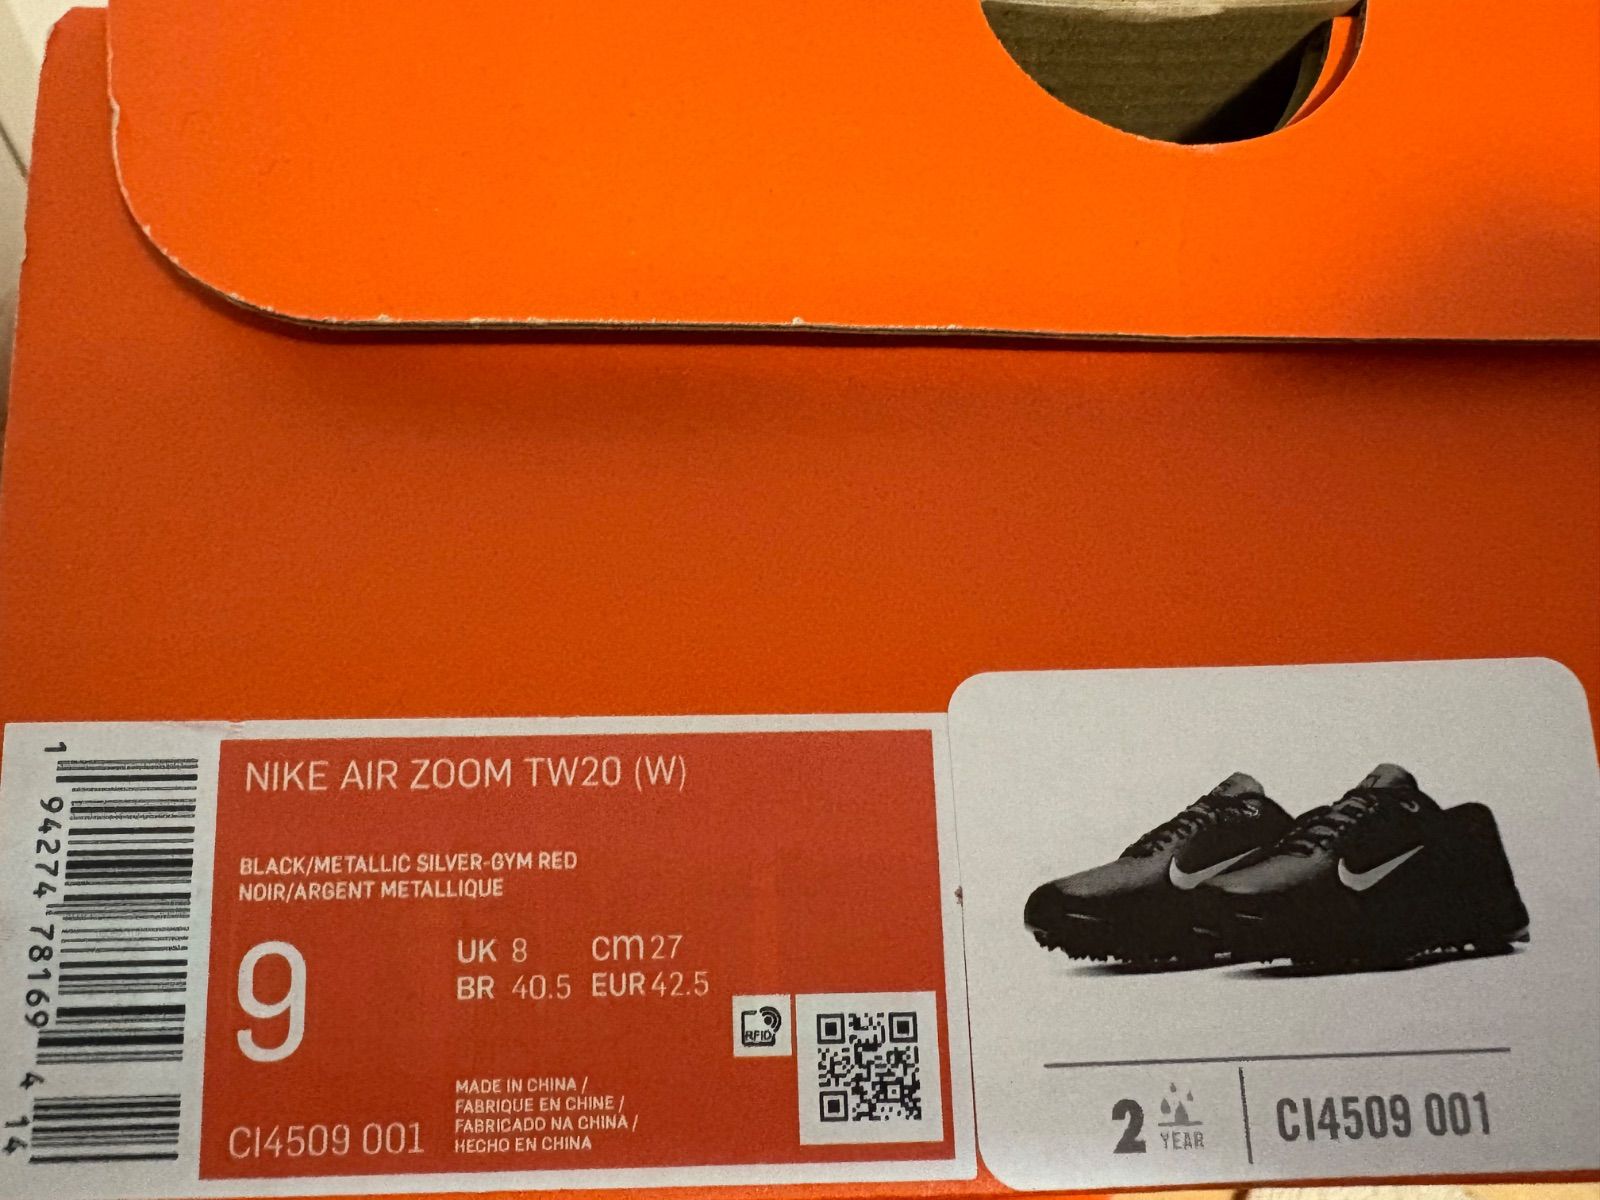 NIKE AIR ZOOM TW20 (W)
BLACK/METALLIC SILVER-GYM RED
NOIR/ARGENT METALLIQUE
9
UK 8
cm 27
BR 40.5
EUR 42.5
RFID
MADE IN CHINA /
FABRIQUE EN CHINE /
FABRICADO NA CHINA /
HECHO EN CHINA
CI4509 001
1 94274 78169 4 14
2 YEAR
CI4509 001